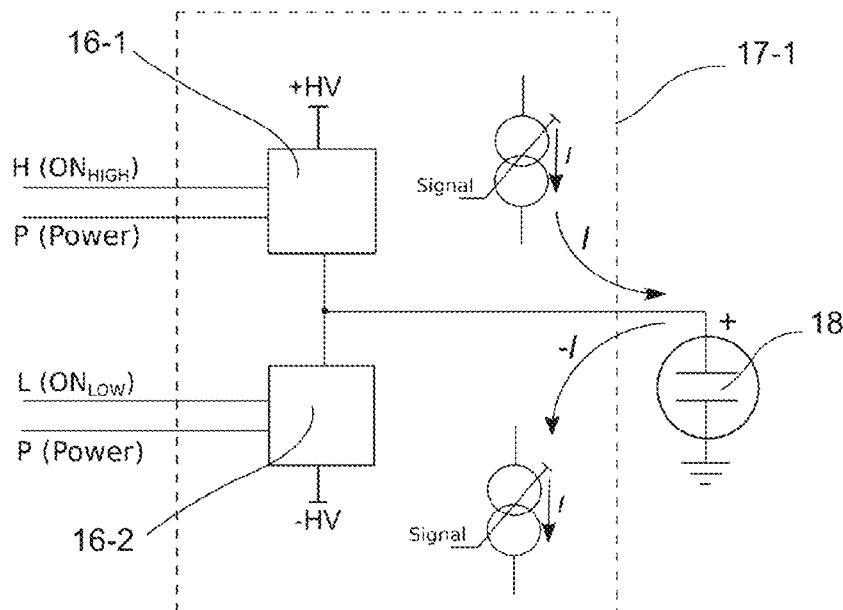 16-1
17-1
+HV
H (ON_HIGH)
P (Power)
Signal
I
I
+
18
-I
L (ON_LOW)
P (Power)
-HV
Signal
I
16-2